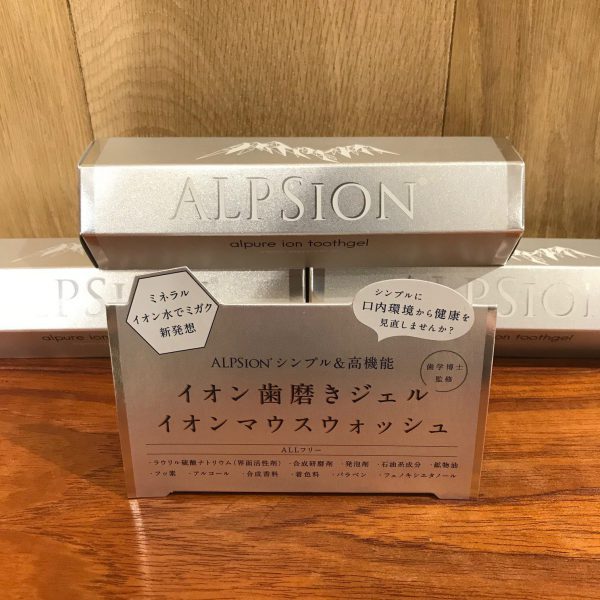 ALPSION®
alpure ion toothgel
ALPSION
alpure ion toothgel
ALPSION
alpure ion toothgel
ミネラル
イオン水でミガク
新発想
シンプルに
口内環境から健康を
見直しませんか?
ALPSION® シンプル&高機能
歯学博士
監修
イオン歯磨きジェル
イオンマウスウォッシュ
ALLフリー
・ラウリル硫酸ナトリウム(界面活性剤) ・合成研磨剤 ・発泡剤 ・石油系成分 ・鉱物油
・フッ素 ・アルコール ・合成香料 ・着色料 ・パラベン ・フェノキシエタノール